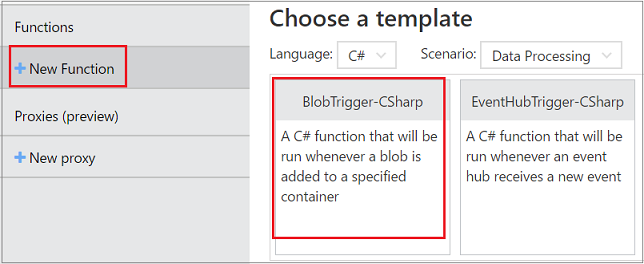 Functions
+ New Function
Proxies (preview)
+ New proxy
Choose a template
Language: C# Scenario: Data Processing
BlobTrigger-CSharp
A C# function that will be
run whenever a blob is
added to a specified
container
EventHubTrigger-CSharp
A C# function that will be
run whenever an event
hub receives a new event